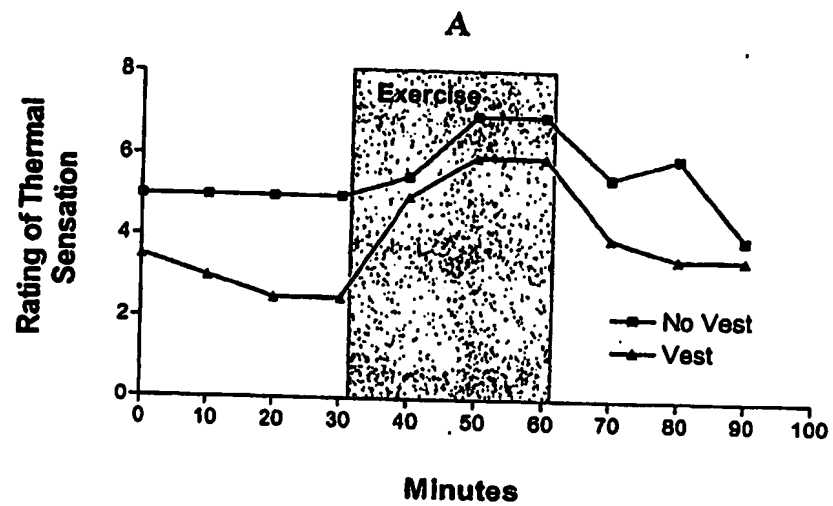 A
8
6
4
2
0
Rating of Thermal
Sensation
Exercise
No Vest
Vest
0 10 20 30 40 50 60 70 80 90 100
Minutes